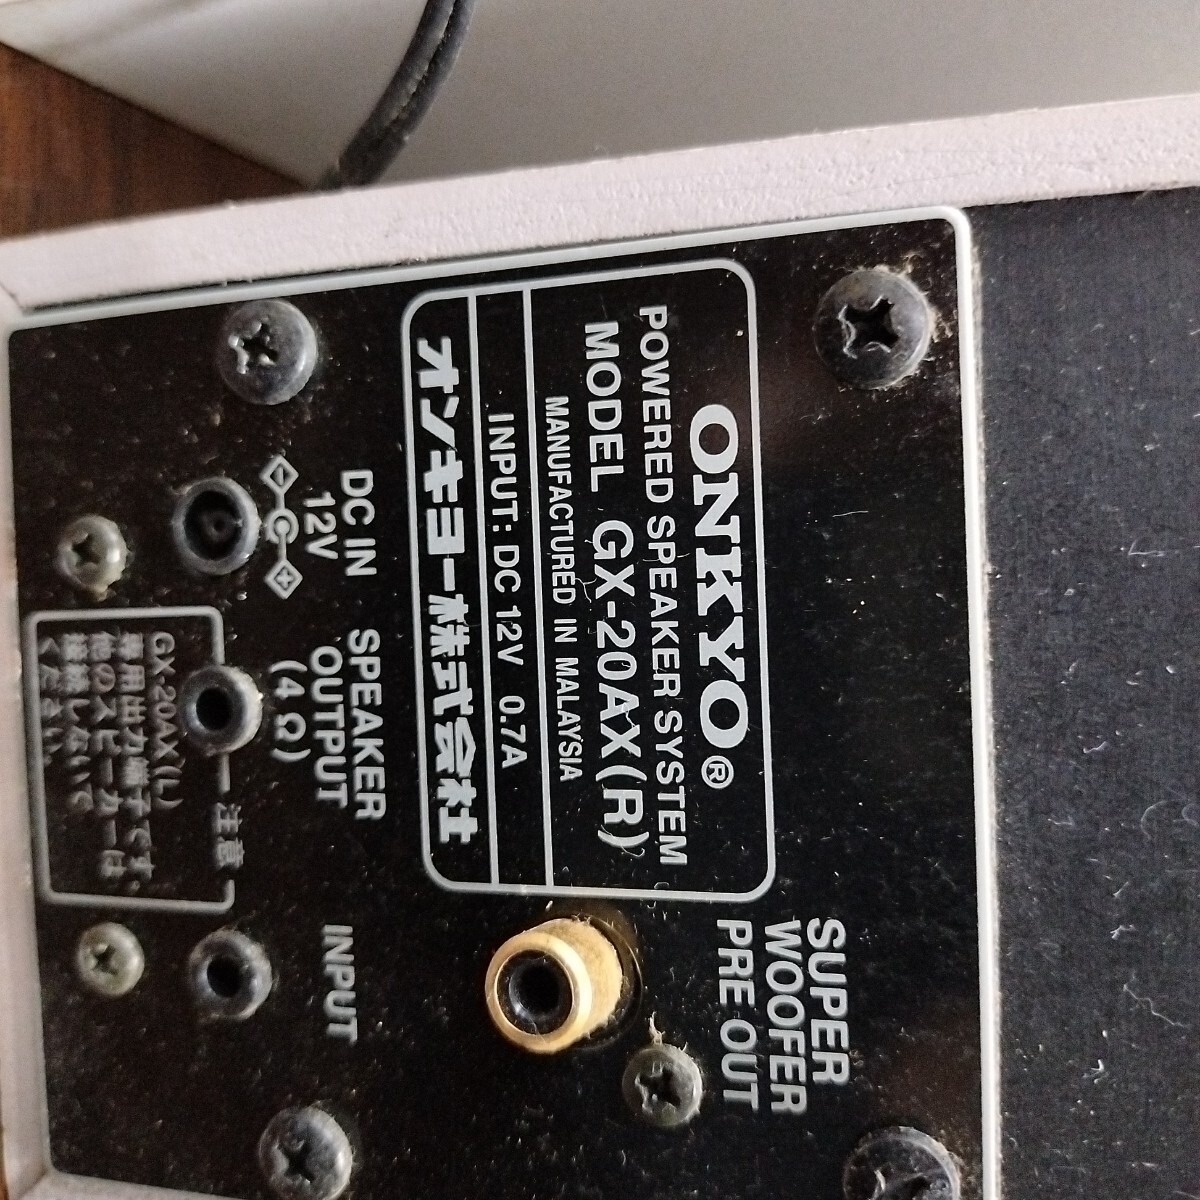 ONKYO®
POWERED SPEAKER SYSTEM
MODEL GX-20AX(R)
MANUFACTURED IN MALAYSIA
INPUT: DC 12V 0.7A
オンキヨー株式会社
SUPER
WOOFER
PRE OUT
DC IN
12V
SPEAKER
OUTPUT
(4 Ω)
INPUT
注意
GX-20AX(L)
専用出力端子です。
他のスピーカーは
接続しないで
ください。